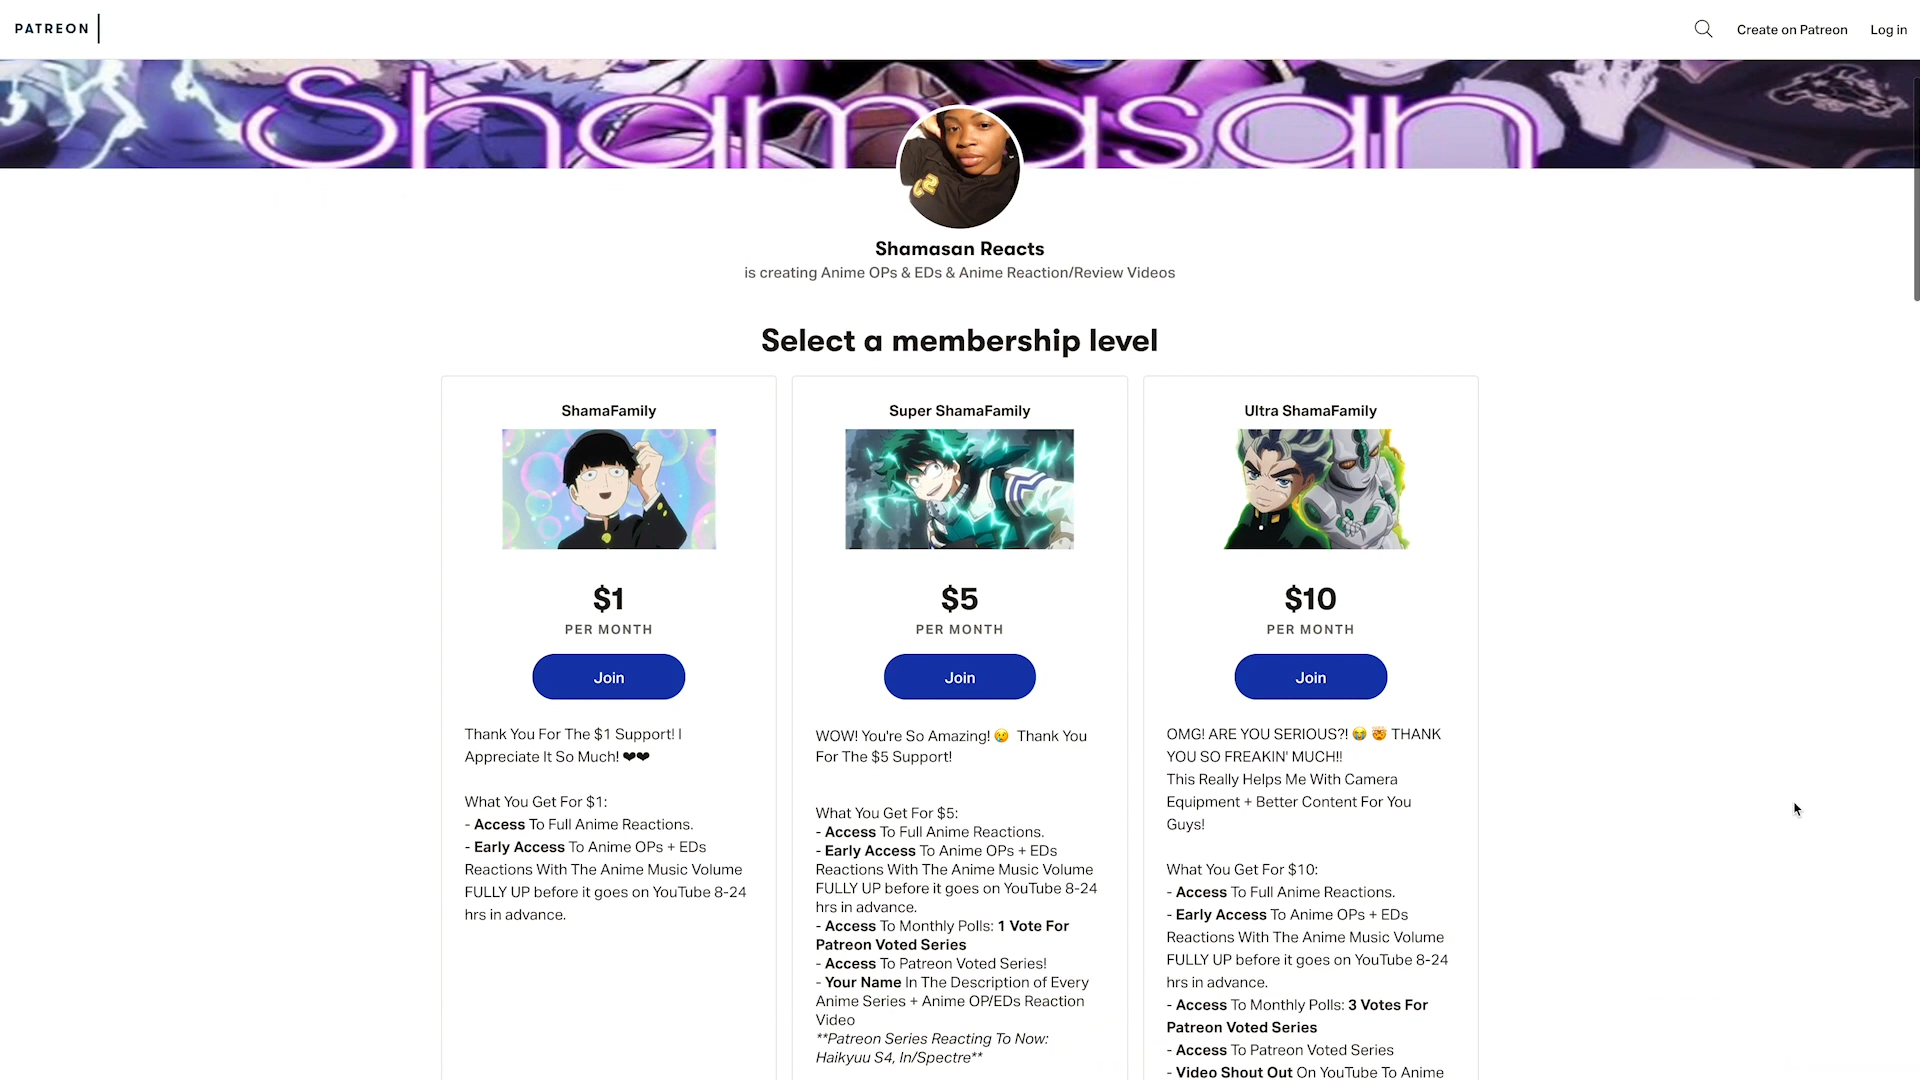 PATREON
Create on Patreon
Log in
Shamasan
Shamasan Reacts
is creating Anime OPs & EDs & Anime Reaction/Review Videos
Select a membership level
ShamaFamily
$1
PER MONTH
Join
Thank You For The $1 Support! I
Appreciate It So Much! ❤❤
What You Get For $1:
- Access To Full Anime Reactions.
- Early Access To Anime OPs + EDs
Reactions With The Anime Music Volume
FULLY UP before it goes on YouTube 8-24
hrs in advance.
Super ShamaFamily
$5
PER MONTH
Join
WOW! You're So Amazing! 😢 Thank You
For The $5 Support!
What You Get For $5:
- Access To Full Anime Reactions.
- Early Access To Anime OPs + EDs
Reactions With The Anime Music Volume
FULLY UP before it goes on YouTube 8-24
hrs in advance.
- Access To Monthly Polls: 1 Vote For
Patreon Voted Series
- Access To Patreon Voted Series!
- Your Name In The Description of Every
Anime Series + Anime OP/EDs Reaction
Video
**Patreon Series Reacting To Now:
Haikyuu S4, In/Spectre**
Ultra ShamaFamily
$10
PER MONTH
Join
OMG! ARE YOU SERIOUS?! 😭 🤯 THANK
YOU SO FREAKIN' MUCH!!
This Really Helps Me With Camera
Equipment + Better Content For You
Guys!
What You Get For $10:
- Access To Full Anime Reactions.
- Early Access To Anime OPs + EDs
Reactions With The Anime Music Volume
FULLY UP before it goes on YouTube 8-24
hrs in advance.
- Access To Monthly Polls: 3 Votes For
Patreon Voted Series
- Access To Patreon Voted Series
- Video Shout Out On YouTube To Anime